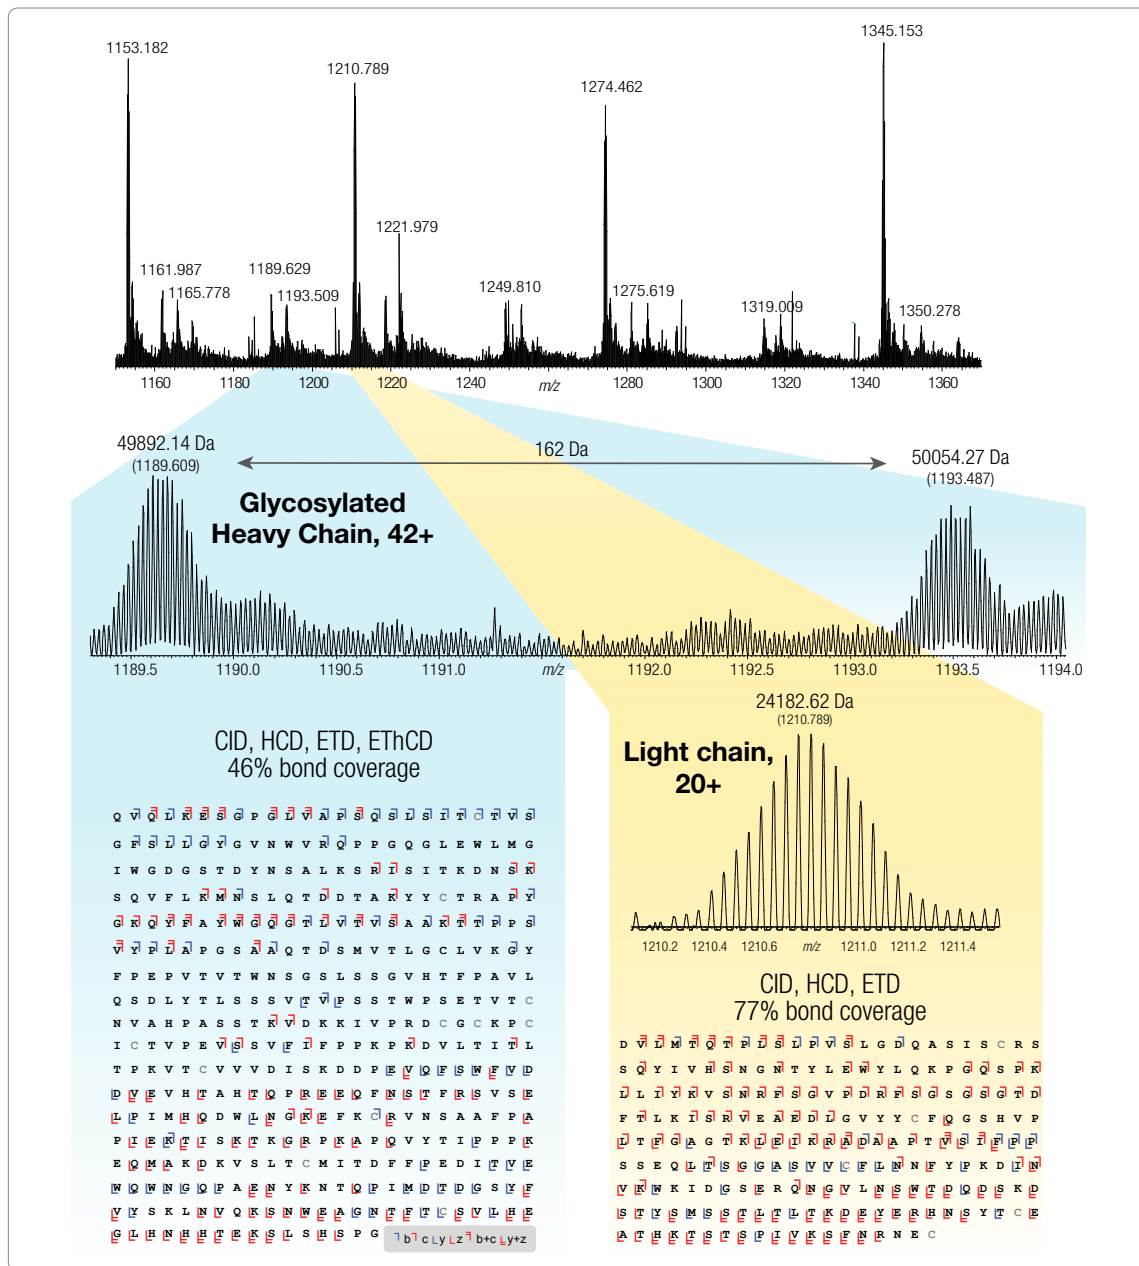 1153.182
1210.789
1274.462
1345.153
1221.979
1161.987
1165.778
1189.629
1193.509
1249.810
1275.619
1319.009
1350.278
1160 1180 1200 1220 1240 m/z 1280 1300 1320 1340 1360
49892.14 Da
(1189.609)
162 Da
50054.27 Da
(1193.487)
Glycosylated
Heavy Chain, 42+
1189.5 1190.0 1190.5 1191.0 m/z 1192.0 1192.5 1193.0 1193.5 1194.0
CID, HCD, ETD, EThCD
46% bond coverage
Q V Q L K E S G P G L V A P S Q S L S I T C T V S
G F S L L G Y G V N W V R Q P P G Q G L E W L M G
I W G D G S T D Y N S A L K S R I S I T K D N S K
S Q V F L K M N S L Q T D D T A K Y Y C T R A P Y
G K Q Y F A Y W G Q G T L V T V S A A K T T P P S
V Y P L A P G S A A Q T D S M V T L G C L V K G Y
F P E P V T V T W N S G S L S S G V H T F P A V L
Q S D L Y T L S S S V T V P S S T W P S E T V T C
N V A H P A S S T K V D K K I V P R D C G C K P C
I C T V P E V S S V F I F P P K P K D V L T I T L
T P K V T C V V V D I S K D D P E V Q F S W F V D
D V E V H T A H T Q P R E E Q F N S T F R S V S E
L P I M H Q D W L N G K E F K C R V N S A A F P A
P I E K T I S K T K G R P K A P Q V Y T I P P P K
E Q M A K D K V S L T C M I T D F F P E D I T V E
W Q W N G Q P A E N Y K N T Q P I M D T D G S Y F
V Y S K L N V Q K S N W E A G N T F T C S V L H E
G L H N H H T E K S L S H S P G
b c y z b+c y+z
24182.62 Da
(1210.789)
Light chain,
20+
1210.2 1210.4 1210.6 m/z 1211.0 1211.2 1211.4
CID, HCD, ETD
77% bond coverage
D V L M T Q T P L S L P V S L G D Q A S I S C R S
S Q Y I V H S N G N T Y L E W Y L Q K P G Q S P K
L L I Y K V S N R F S G V P D R F S G S G S G T D
F T L K I S R V E A E D L G V Y Y C F Q G S H V P
L T F G A G T K L E I K R A D A A P T V S I F P P
S S E Q L T S G G A S V V C F L N N F Y P K D I N
V K W K I D G S E R Q N G V L N S W T D Q D S K D
S T Y S M S S T L T L T K D E Y E R H N S Y T C E
A T H K T S T S P I V K S F N R N E C